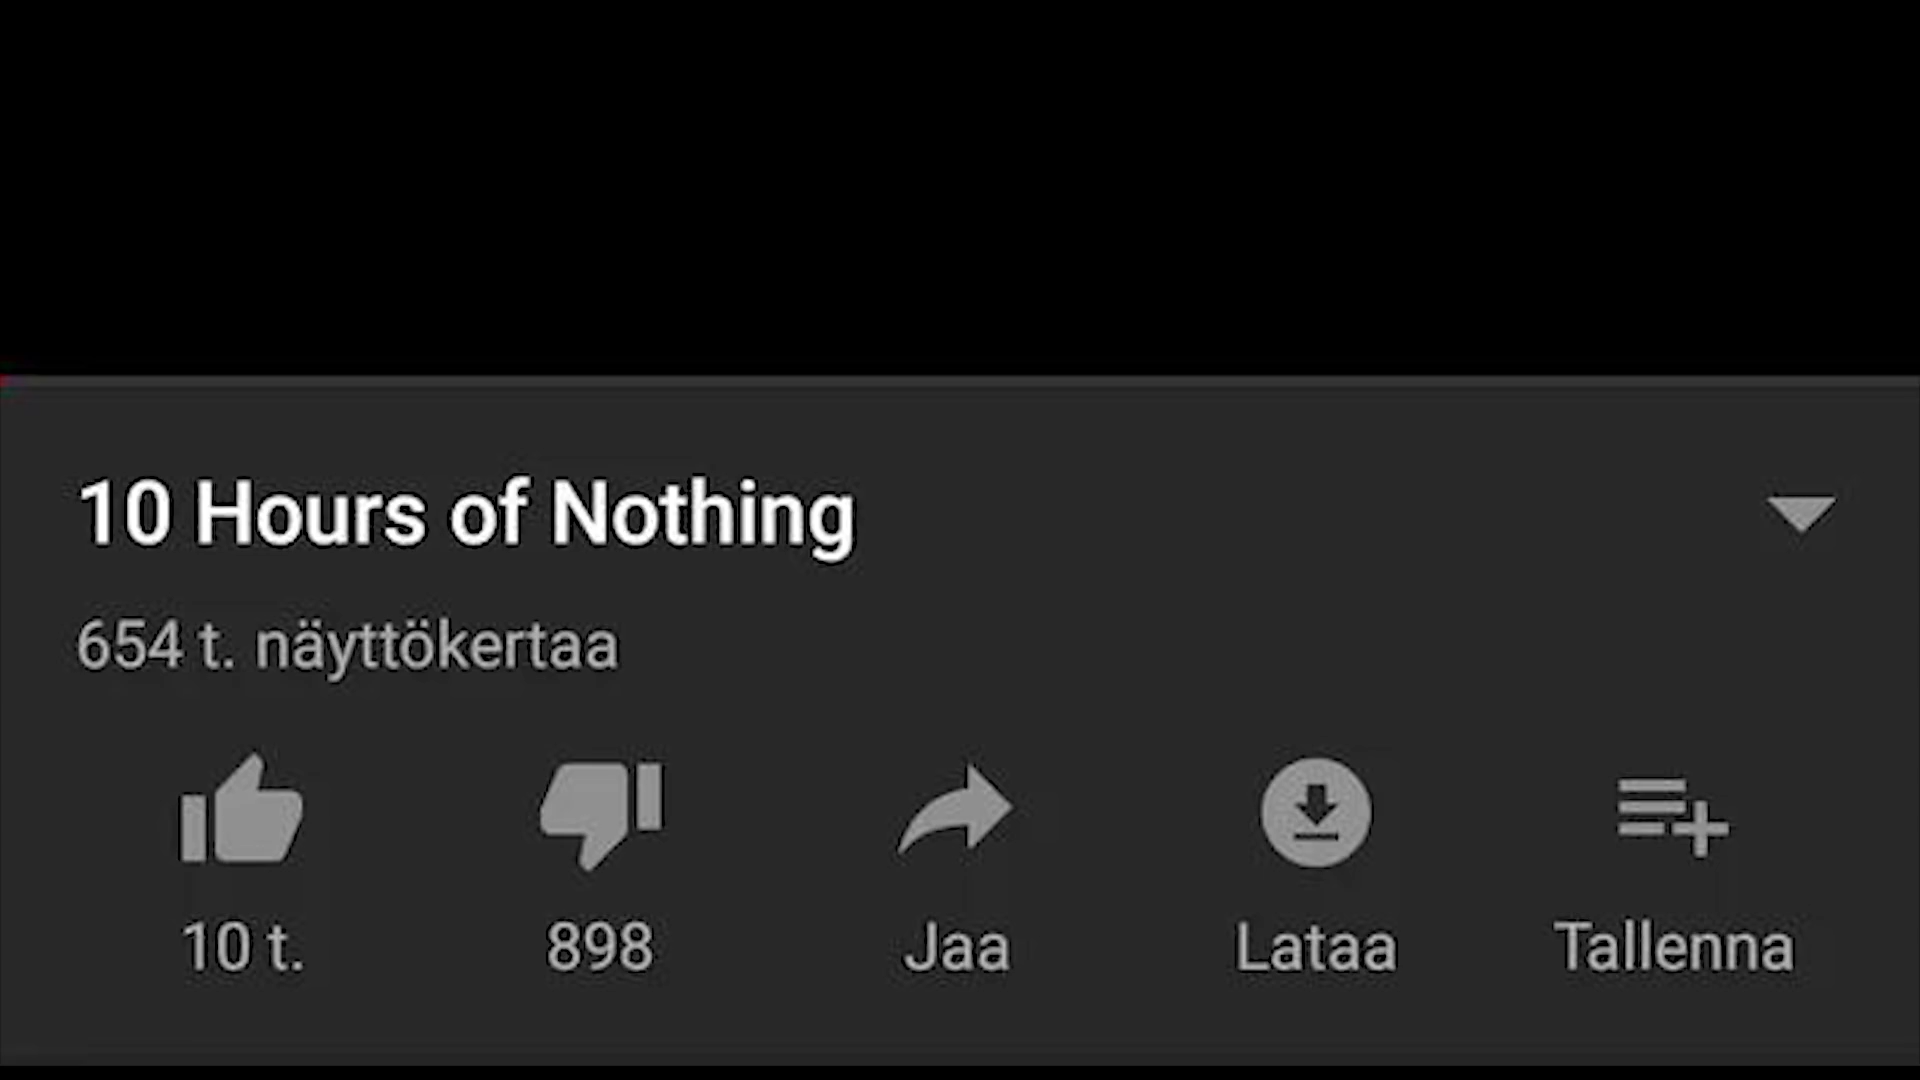 10 Hours of Nothing
654 t. näyttökertaa
10 t.
898
Jaa
Lataa
Tallenna